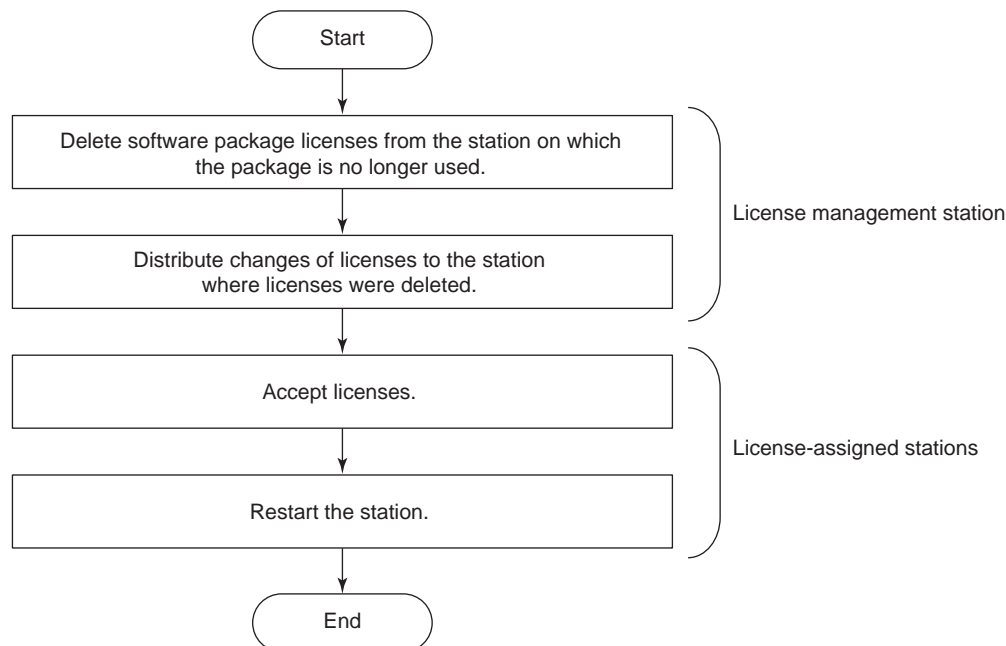 Start
Delete software package licenses from the station on which
the package is no longer used.
License management station
Distribute changes of licenses to the station
where licenses were deleted.
Accept licenses.
License-assigned stations
Restart the station.
End